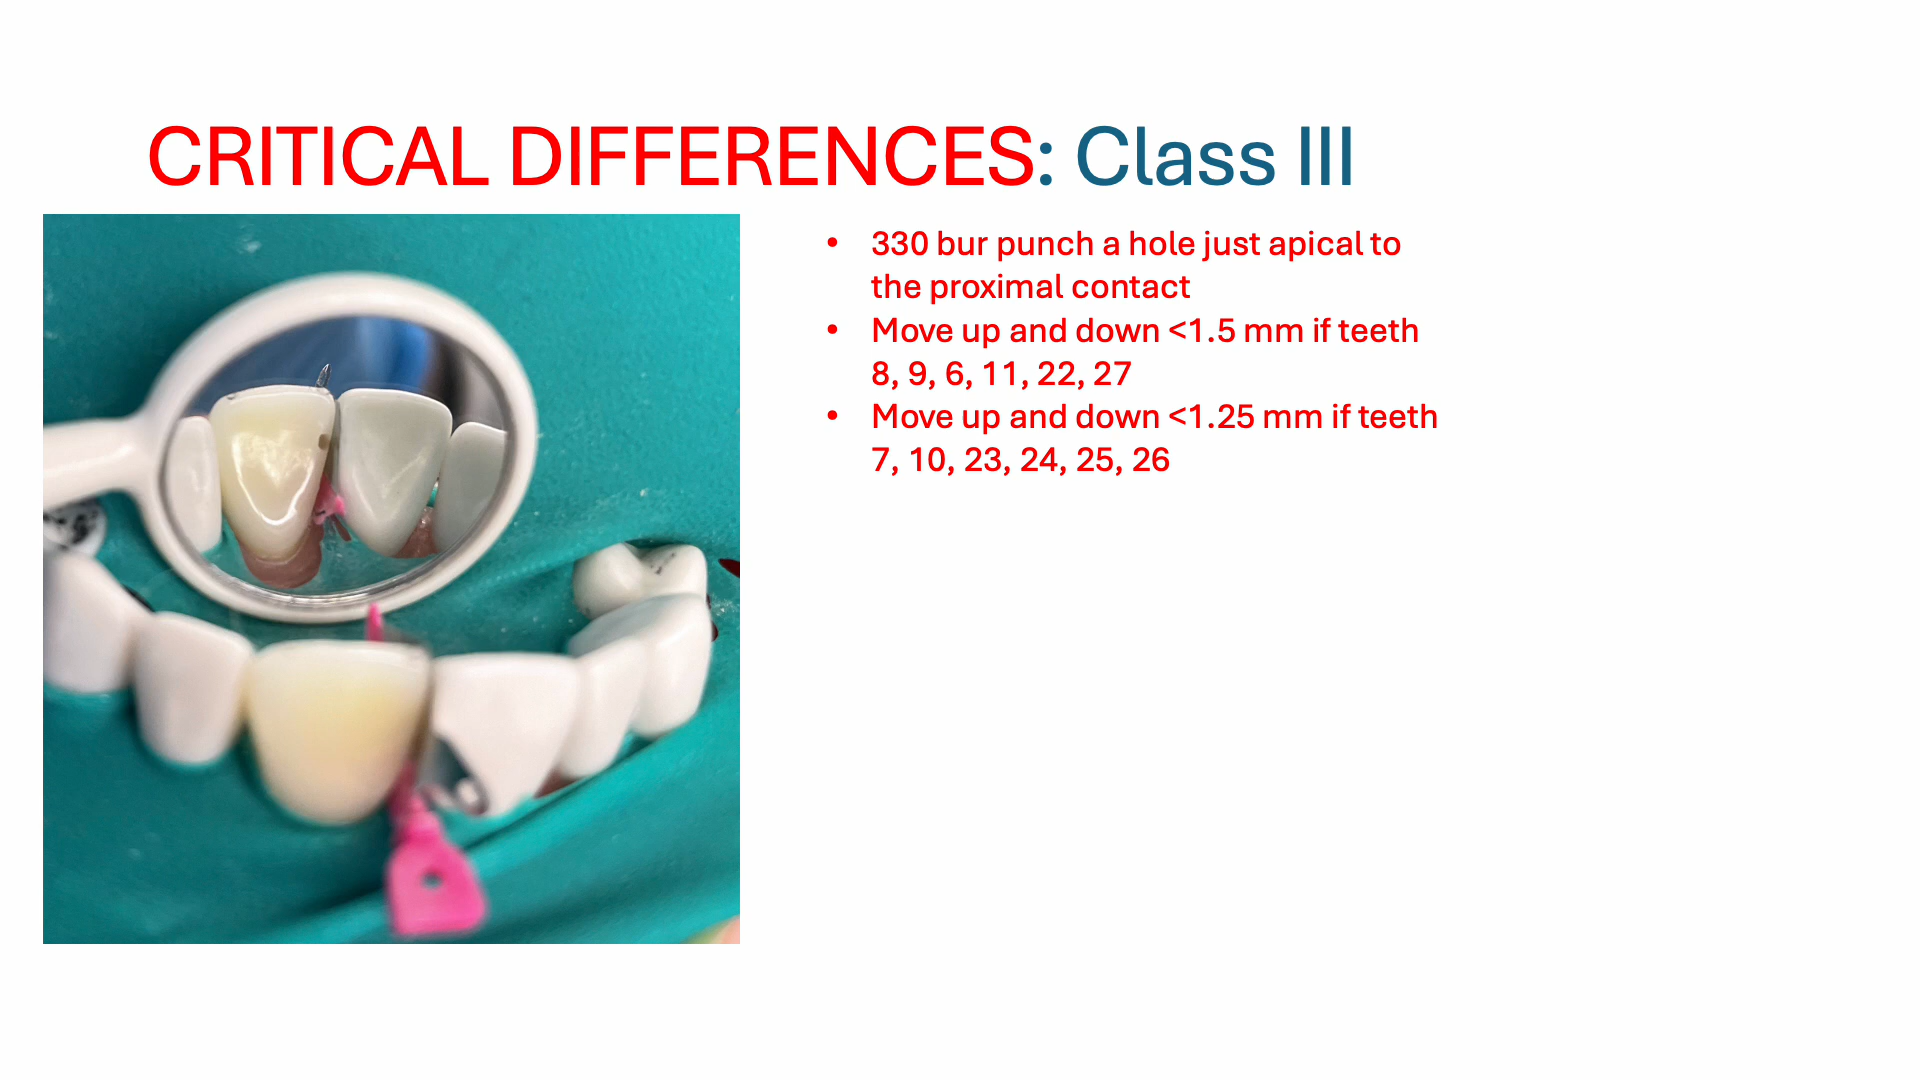 CRITICAL DIFFERENCES: Class III
• 330 bur punch a hole just apical to
the proximal contact
• Move up and down <1.5 mm if teeth
8, 9, 6, 11, 22, 27
• Move up and down <1.25 mm if teeth
7, 10, 23, 24, 25, 26